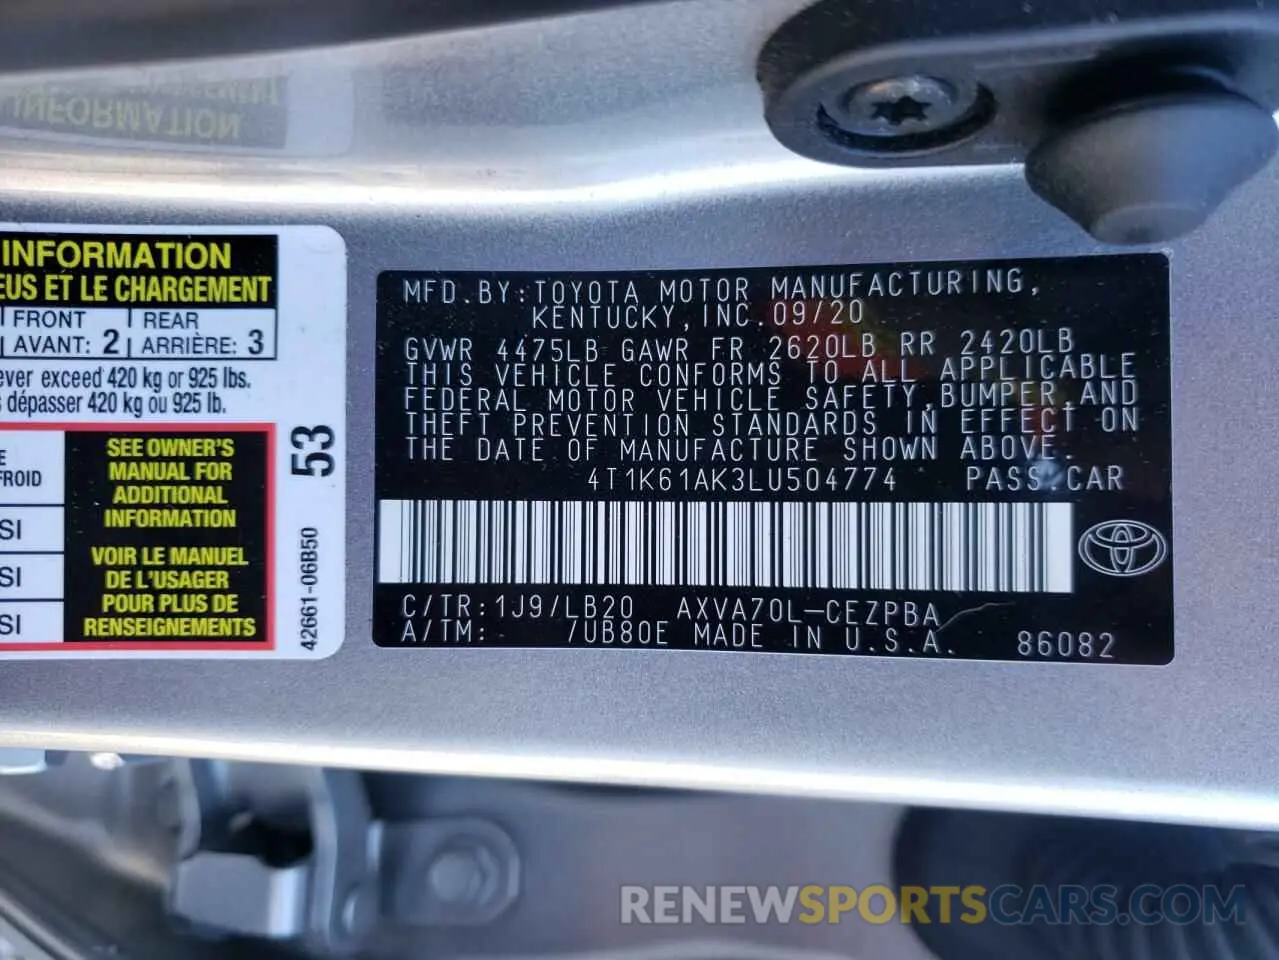 INFORMATION
INFORMATION
EUS ET LE CHARGEMENT
FRONT
AVANT: 2
REAR
ARRIÈRE: 3
ever exceed 420 kg or 925 lbs.
dépasser 420 kg ou 925 lb.
E
FROID
SI
SI
SI
SEE OWNER'S
MANUAL FOR
ADDITIONAL
INFORMATION
VOIR LE MANUEL
DE L'USAGER
POUR PLUS DE
RENSEIGNEMENTS
53
42661-06B50
MFD.BY:TOYOTA MOTOR MANUFACTURING,
KENTUCKY,INC.09/20
GVWR 4475LB GAWR FR 2620LB RR 2420LB
THIS VEHICLE CONFORMS TO ALL APPLICABLE
FEDERAL MOTOR VEHICLE SAFETY,BUMPER,AND
THEFT PREVENTION STANDARDS IN EFFECT ON
THE DATE OF MANUFACTURE SHOWN ABOVE.
4T1K61AK3LU504774 PASS.CAR
C/TR:1J9/LB20 AXVA70L-CEZPBA
A/TM: - /UB80E MADE IN U.S.A. 86082
RENEWSPORTSCARS.COM